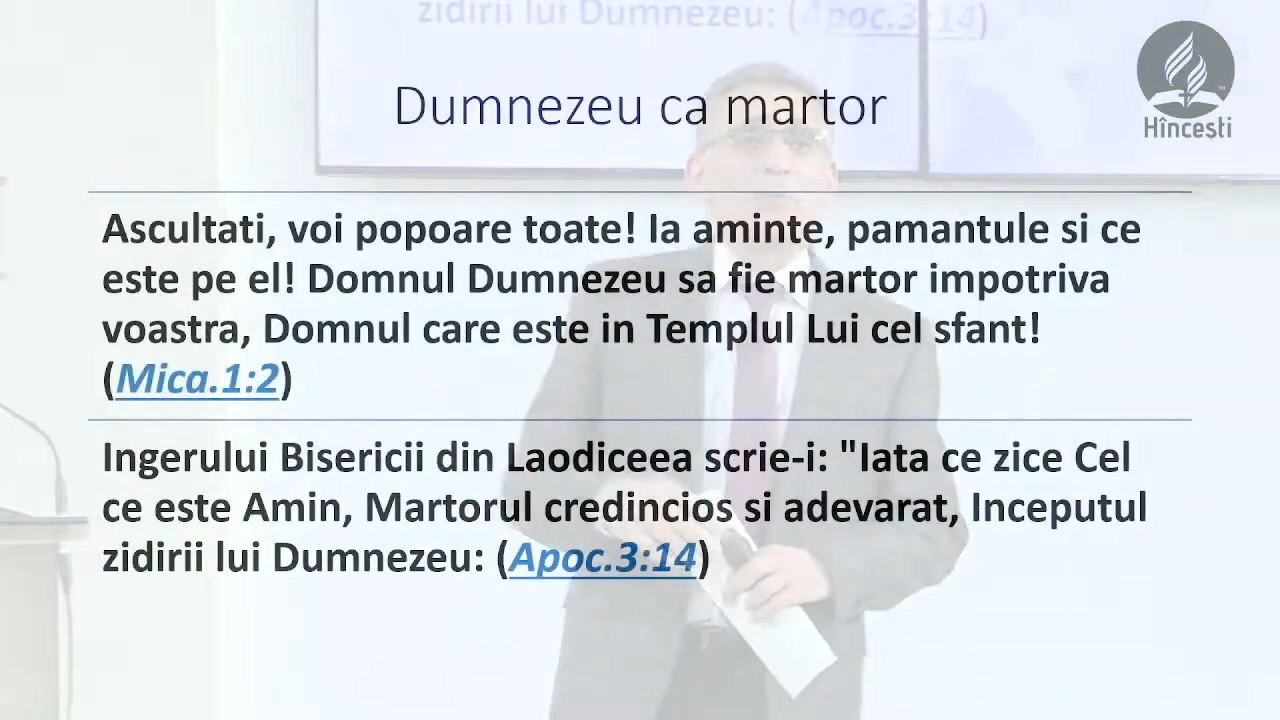 zidirii lui Dumnezeu: (Apoc.3:14)
Dumnezeu ca martor
Hîncești
Ascultati, voi popoare toate! Ia aminte, pamantule si ce
este pe el! Domnul Dumnezeu sa fie martor impotriva
voastra, Domnul care este in Templul Lui cel sfant!
(Mica.1:2)
Ingerului Bisericii din Laodiceea scrie-i: "Iata ce zice Cel
ce este Amin, Martorul credincios si adevarat, Inceputul
zidirii lui Dumnezeu: (Apoc.3:14)